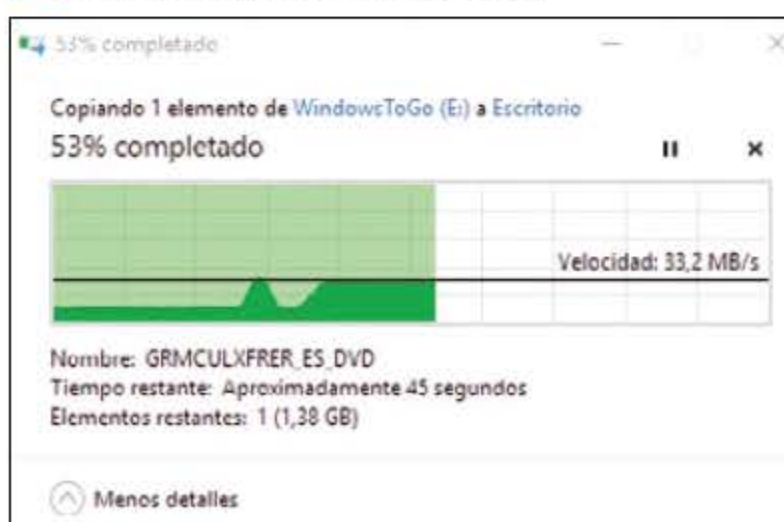 53% completado
Copiando 1 elemento de WindowsToGo (E:) a Escritorio
53% completado
Velocidad: 33,2 MB/s
Nombre: GRMCULXFRER_ES_DVD
Tiempo restante: Aproximadamente 45 segundos
Elementos restantes: 1 (1,38 GB)
Menos detalles